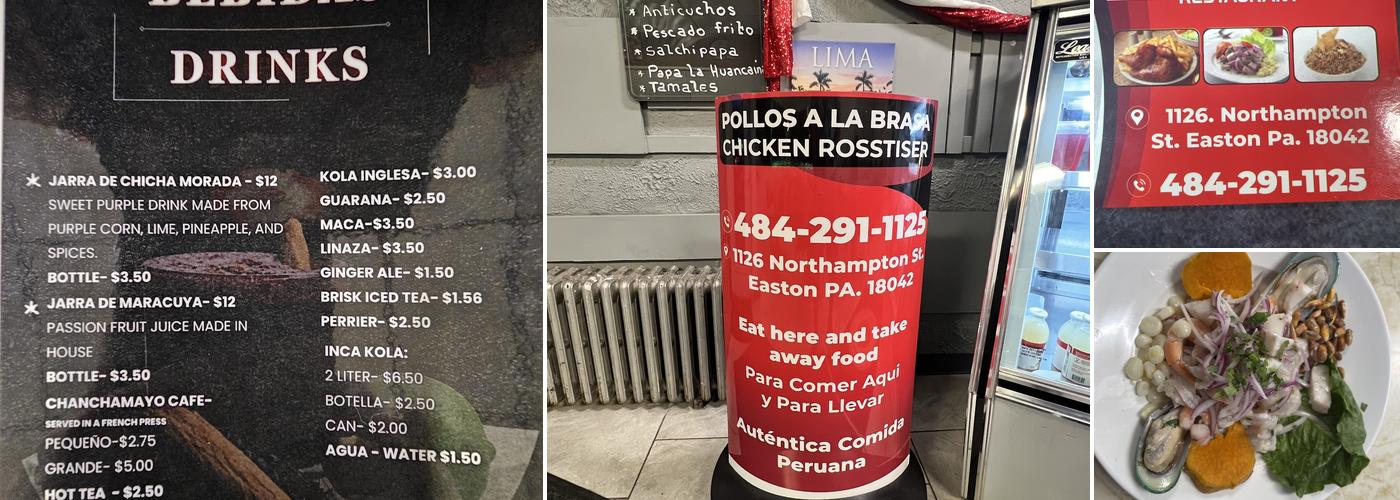 BEBIDAS
DRINKS
JARRA DE CHICHA MORADA - $12
SWEET PURPLE DRINK MADE FROM
PURPLE CORN, LIME, PINEAPPLE, AND
SPICES.
BOTTLE- $3.50
JARRA DE MARACUYA- $12
PASSION FRUIT JUICE MADE IN
HOUSE
BOTTLE- $3.50
CHANCHAMAYO CAFE-
SERVED IN A FRENCH PRESS
PEQUEÑO-$2.75
GRANDE- $5.00
HOT TEA - $2.50
KOLA INGLESA- $3.00
GUARANA- $2.50
MACA-$3.50
LINAZA- $3.50
GINGER ALE- $1.50
BRISK ICED TEA- $1.56
PERRIER- $2.50
INCA KOLA:
2 LITER- $6.50
BOTELLA- $2.50
CAN- $2.00
AGUA - WATER $1.50
* Anticuchos
* Pescado frito
* Salchipapa
* Papa la Huancain
* Tamales
LIMA
POLLOS A LA BRASA
CHICKEN ROSSTISER
484-291-1125
1126 Northampton St.
Easton PA. 18042
Eat here and take
away food
Para Comer Aqui
y Para Llevar
Auténtica Comida
Peruana
RESTAURANT
1126. Northampton
St. Easton Pa. 18042
484-291-1125